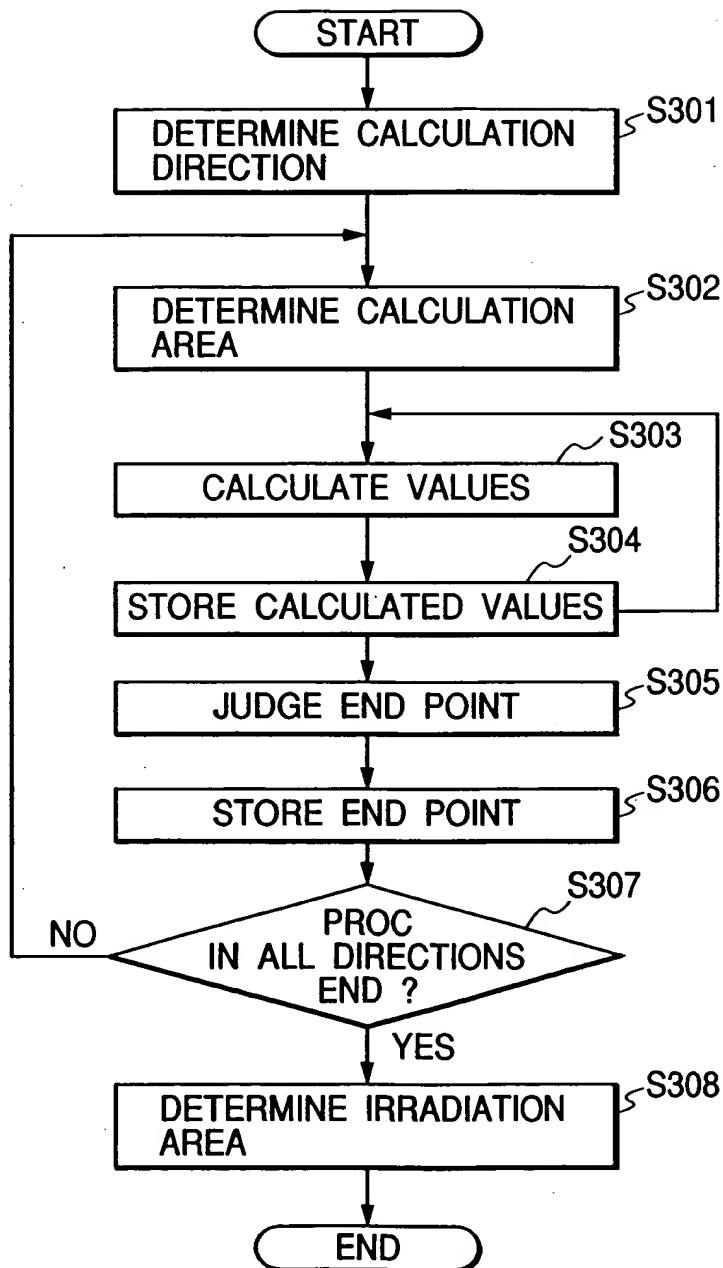 START
S301
DETERMINE CALCULATION
DIRECTION
S302
DETERMINE CALCULATION
AREA
S303
CALCULATE VALUES
S304
STORE CALCULATED VALUES
S305
JUDGE END POINT
S306
STORE END POINT
S307
PROC
IN ALL DIRECTIONS
END ?
NO
YES
S308
DETERMINE IRRADIATION
AREA
END